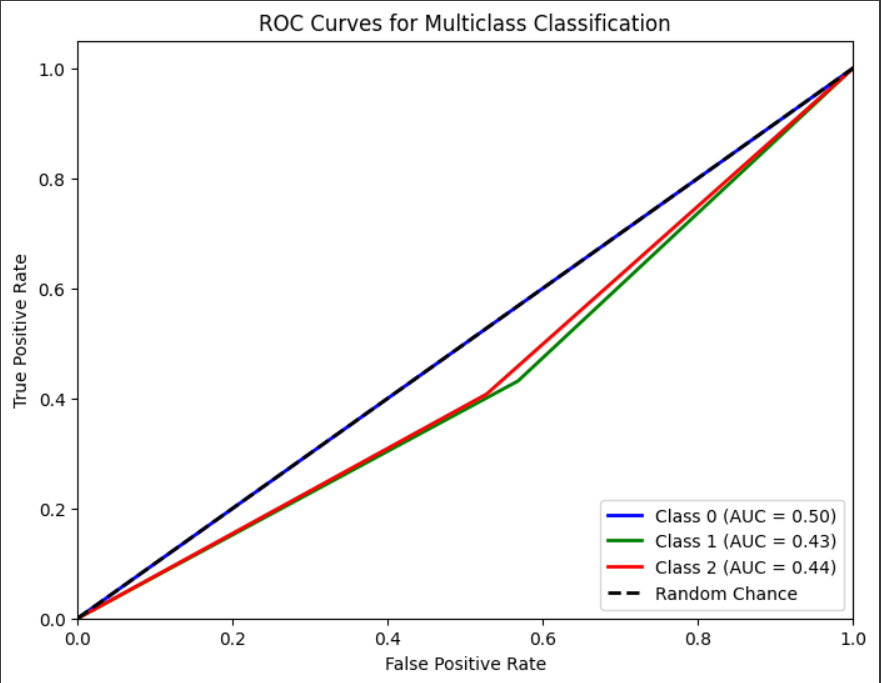 ROC Curves for Multiclass Classification
True Positive Rate
1.0
0.8
0.6
0.4
0.2
0.0
0.0 0.2 0.4 0.6 0.8 1.0
False Positive Rate
Class 0 (AUC = 0.50)
Class 1 (AUC = 0.43)
Class 2 (AUC = 0.44)
Random Chance